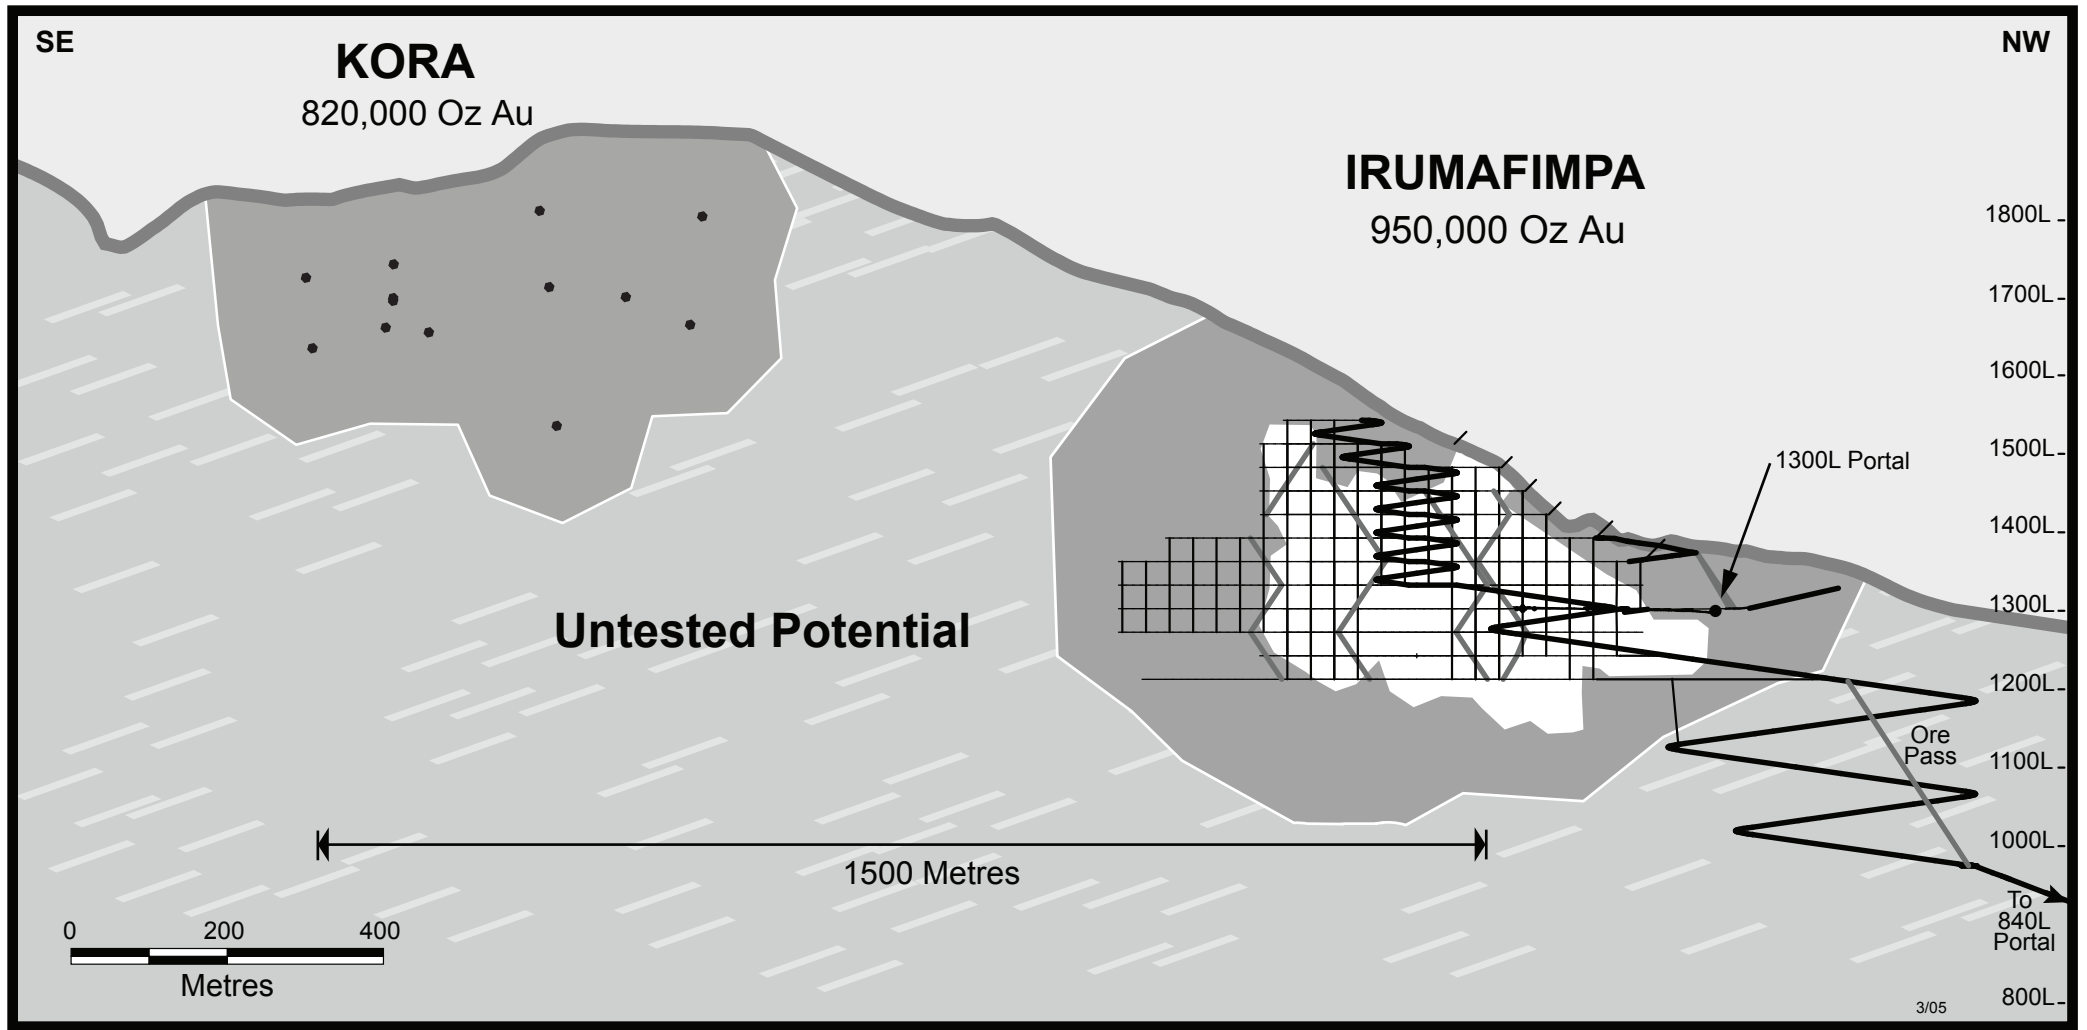 SE
NW
KORA
820,000 Oz Au
IRUMAFIMPA
950,000 Oz Au
1800L
1700L
1600L
1500L
1300L Portal
1400L
1300L
Untested Potential
1200L
Ore
Pass
1100L
1000L
1500 Metres
To
840L
Portal
0 200 400
Metres
800L
3/05